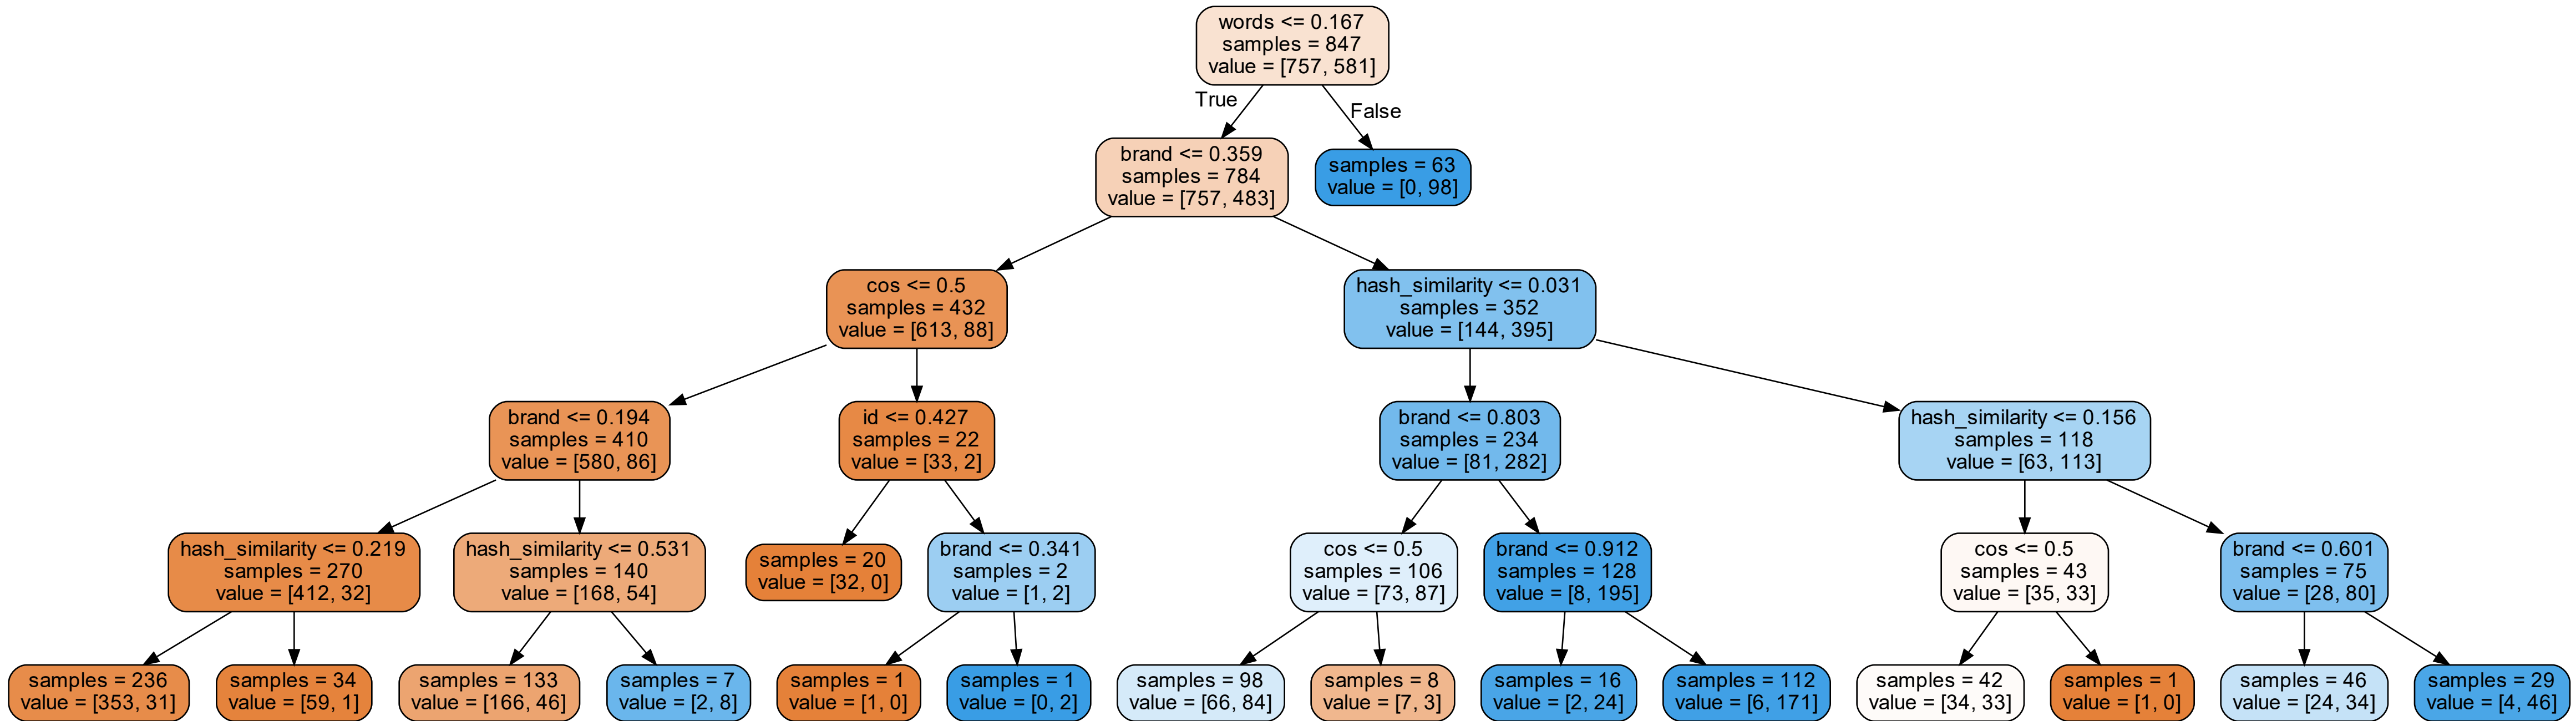 words <= 0.167
samples = 847
value = [757, 581]
True
False
brand <= 0.359
samples = 784
value = [757, 483]
samples = 63
value = [0, 98]
cos <= 0.5
samples = 432
value = [613, 88]
hash_similarity <= 0.031
samples = 352
value = [144, 395]
brand <= 0.194
samples = 410
value = [580, 86]
id <= 0.427
samples = 22
value = [33, 2]
brand <= 0.803
samples = 234
value = [81, 282]
hash_similarity <= 0.156
samples = 118
value = [63, 113]
hash_similarity <= 0.219
samples = 270
value = [412, 32]
hash_similarity <= 0.531
samples = 140
value = [168, 54]
samples = 20
value = [32, 0]
brand <= 0.341
samples = 2
value = [1, 2]
cos <= 0.5
samples = 106
value = [73, 87]
brand <= 0.912
samples = 128
value = [8, 195]
cos <= 0.5
samples = 43
value = [35, 33]
brand <= 0.601
samples = 75
value = [28, 80]
samples = 236
value = [353, 31]
samples = 34
value = [59, 1]
samples = 133
value = [166, 46]
samples = 7
value = [2, 8]
samples = 1
value = [1, 0]
samples = 1
value = [0, 2]
samples = 98
value = [66, 84]
samples = 8
value = [7, 3]
samples = 16
value = [2, 24]
samples = 112
value = [6, 171]
samples = 42
value = [34, 33]
samples = 1
value = [1, 0]
samples = 46
value = [24, 34]
samples = 29
value = [4, 46]